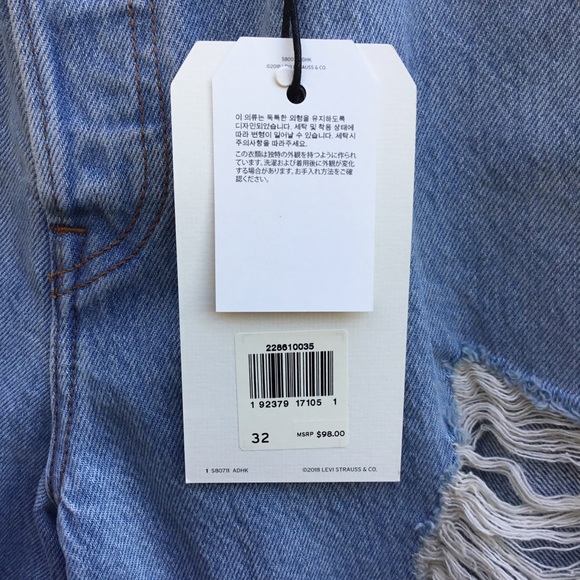 ©2018 LEVI STRAUSS & CO.
이 의류는 독특한 외형을 유지하도록
디자인되었습니다. 세탁 및 착용 상태에
따라 변형이 일어날 수 있습니다. 세탁시
주의사항을 따라주세요.
この衣類は独特の外観を持つように作られ
ています。洗濯および着用後に外観が変化
する場合があります。お手入れ方法をご確
認ください。
228610035
1 92379 17105 1
32 MSRP $98.00
1 S80711 ADHK ©2018 LEVI STRAUSS & CO.